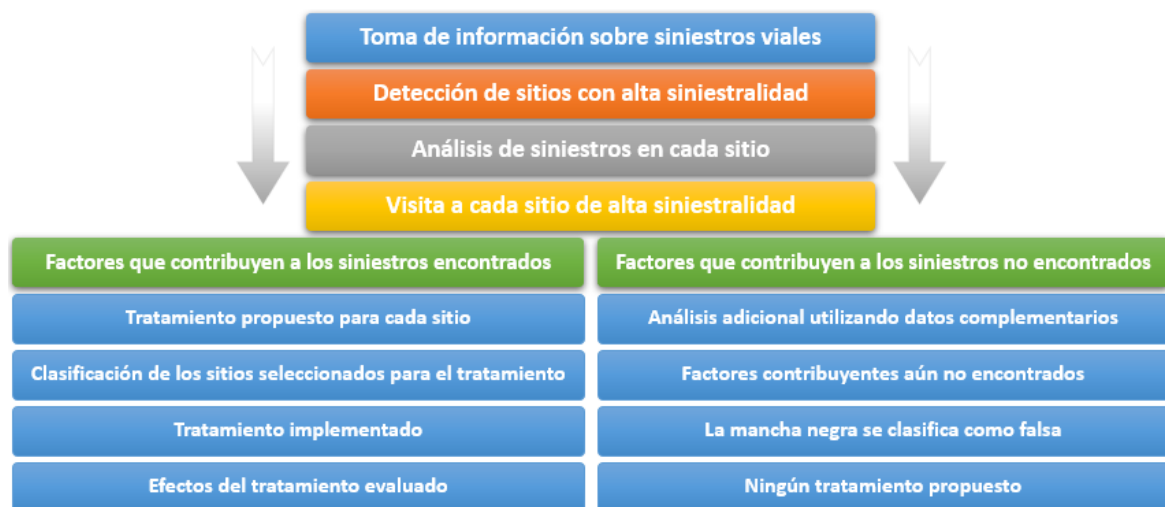 Toma de información sobre siniestros viales
Detección de sitios con alta siniestralidad
Análisis de siniestros en cada sitio
Visita a cada sitio de alta siniestralidad
Factores que contribuyen a los siniestros encontrados
Tratamiento propuesto para cada sitio
Clasificación de los sitios seleccionados para el tratamiento
Tratamiento implementado
Efectos del tratamiento evaluado
Factores que contribuyen a los siniestros no encontrados
Análisis adicional utilizando datos complementarios
Factores contribuyentes aún no encontrados
La mancha negra se clasifica como falsa
Ningún tratamiento propuesto